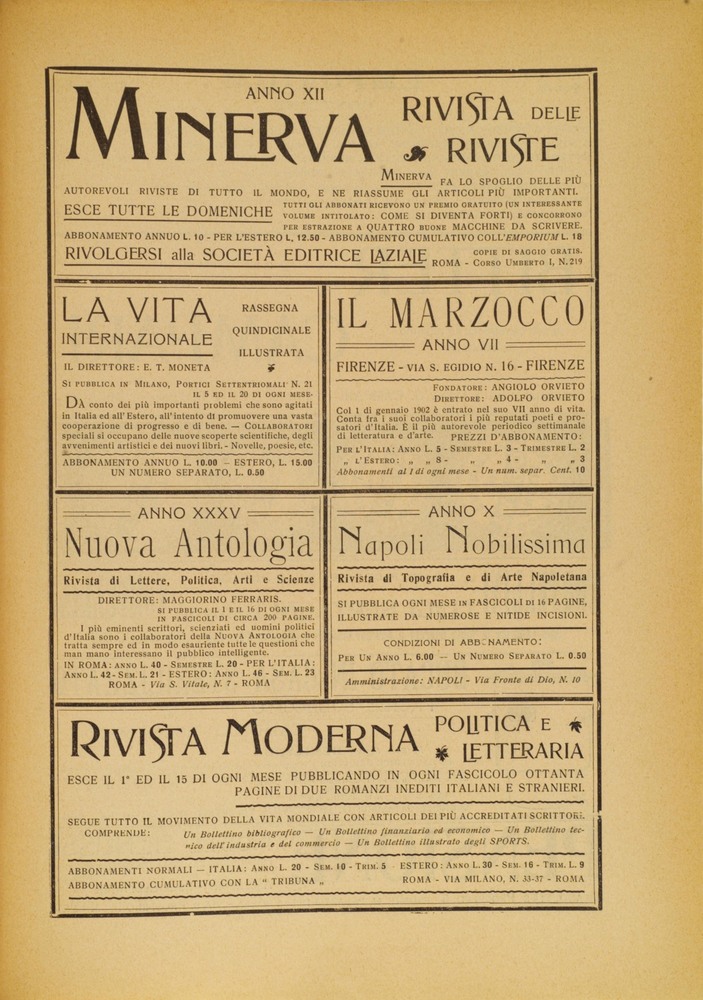 ANNO XII
MINERVA
RIVISTA DELLE
RIVISTE
MINERVA FA LO SPOGLIO DELLE PIÙ
AUTOREVOLI RIVISTE DI TUTTO IL MONDO, E NE RIASSUME GLI ARTICOLI PIÙ IMPORTANTI.
ESCE TUTTE LE DOMENICHE
TUTTI GLI ABBONATI RICEVONO UN PREMIO GRATUITO (UN INTERESSANTE
VOLUME INTITOLATO: COME SI DIVENTA FORTI) E CONCORRONO
PER ESTRAZIONE A QUATTRO BUONE MACCHINE DA SCRIVERE.
ABBONAMENTO ANNUO L. 10 - PER L'ESTERO L, 12.50 - ABBONAMENTO CUMULATIVO COLL'EMPORIUM L. 18
RIVOLGERSI alla SOCIETÀ EDITRICE LAZIALE
COPIE DI SAGGIO GRATIS.
ROMA - CORSO UMBERTO I, N. 219
LA VITA
INTERNAZIONALE
RASSEGNA
QUINDICINALE
ILLUSTRATA
IL DIRETTORE: E. T. MONETA
SI PUBBLICA IN MILANO, PORTICI SETTENTRIOMALI N. 21
IL 5 ED IL 20 DI OGNI MESE-
DÀ conto dei più importanti problemi che sono agitati
in Italia ed all' Estero, all'intento di promuovere una vasta
cooperazione di progresso e di bene. — COLLABORATORI
speciali si occupano delle nuove scoperte scientifiche, degli
avvenimenti artistici e dei nuovi libri. - Novelle, poesie, etc.
ABBONAMENTO ANNUO L. 10.00 — ESTERO, L. 15.00
UN NUMERO SEPARATO, L. 0.50
IL MARZOCCO
ANNO VII
FIRENZE - VIA S. EGIDIO N. 16 - FIRENZE
FONDATORE: ANGIOLO ORVIETO
DIRETTORE: ADOLFO ORVIETO
Col 1 di gennaio 1902 è entrato nel suo VII anno di vita.
Conta fra i suoi collaboratori i più reputati poeti e pro-
satori d'Italia. È il più autorevole periodico settimanale
di letteratura e d'arte. PREZZI D'ABBONAMENTO:
PER L'ITALIA: ANNO L. 5 - SEMESTRE L. 3 - TRIMESTRE L. 2
„ L'ESTERO: „ „ 8 - „ „ 4 - „ „ 3
Abbonamenti al 1 di ogni mese - Un num. separ. Cent. 10
ANNO XXXV
Nuova Antologia
Rivista di Lettere, Politica, Arti e Scienze
DIRETTORE: MAGGIORINO FERRARIS.
SI PUBBLICA IL 1 E IL 16 DI OGNI MESE
IN FASCICOLI DI CIRCA 200 PAGINE.
I più eminenti scrittori, scienziati ed uomini politici
d'Italia sono i collaboratori della NUOVA ANTOLOGIA che
tratta sempre ed in modo esauriente tutte le questioni che
man mano interessano il pubblico intelligente.
IN ROMA: ANNO L. 40 - SEMESTRE L. 20 - PER L'ITALIA:
ANNO L. 42 - SEM. L. 21 - ESTERO: ANNO L. 46 - SEM. L. 23
ROMA - Via S. Vitale, N. 7 - ROMA
ANNO X
Napoli Nobilissima
Rivista di Topografia e di Arte Napoletana
SI PUBBLICA OGNI MESE IN FASCICOLI DI 16 PAGINE,
ILLUSTRATE DA NUMEROSE E NITIDE INCISIONI.
CONDIZIONI DI ABBONAMENTO:
PER UN ANNO L. 6.00 — UN NUMERO SEPARATO L. 0.50
Amministrazione: NAPOLI - Via Fronte di Dio, N. 10
RIVISTA MODERNA
POLITICA E
LETTERARIA
ESCE IL 1° ED IL 15 DI OGNI MESE PUBBLICANDO IN OGNI FASCICOLO OTTANTA
PAGINE DI DUE ROMANZI INEDITI ITALIANI E STRANIERI.
SEGUE TUTTO IL MOVIMENTO DELLA VITA MONDIALE CON ARTICOLI DEI PIÙ ACCREDITATI SCRITTORI.
COMPRENDE: Un Bollettino bibliografico — Un Bollettino finanziario ed economico — Un Bollettino tec-
nico dell'industria e del commercio — Un Bollettino illustrato degli SPORTS.
ABBONAMENTI NORMALI — ITALIA: ANNO L. 20 - SEM. 10 - TRIM. 5
ESTERO: ANNO L. 30 - SEM. 16 - TRIM. L. 9
ABBONAMENTO CUMULATIVO CON LA " TRIBUNA „
ROMA - VIA MILANO, N. 33-37 - ROMA